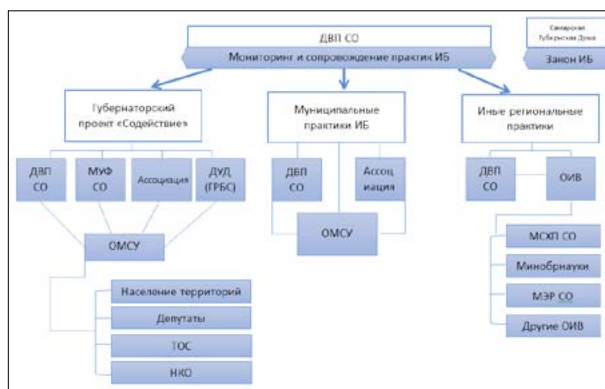 ДВП СО
Мониторинг и сопровождение практик ИБ
Самарская
Губернская Дума
Закон ИБ
Губернаторский
проект «Содействие»
Муниципальные
практики ИБ
Иные региональные
практики
ДВП
СО
МУФ
СО
Ассоциация
ДУД
(ГРБС)
ДВП
СО
Ассоц
иация
ДВП
СО
ОИВ
ОМСУ
ОМСУ
МСХП СО
Минобрнауки
МЭР СО
Другие ОИВ
Население территорий
Депутаты
ТОС
НКО